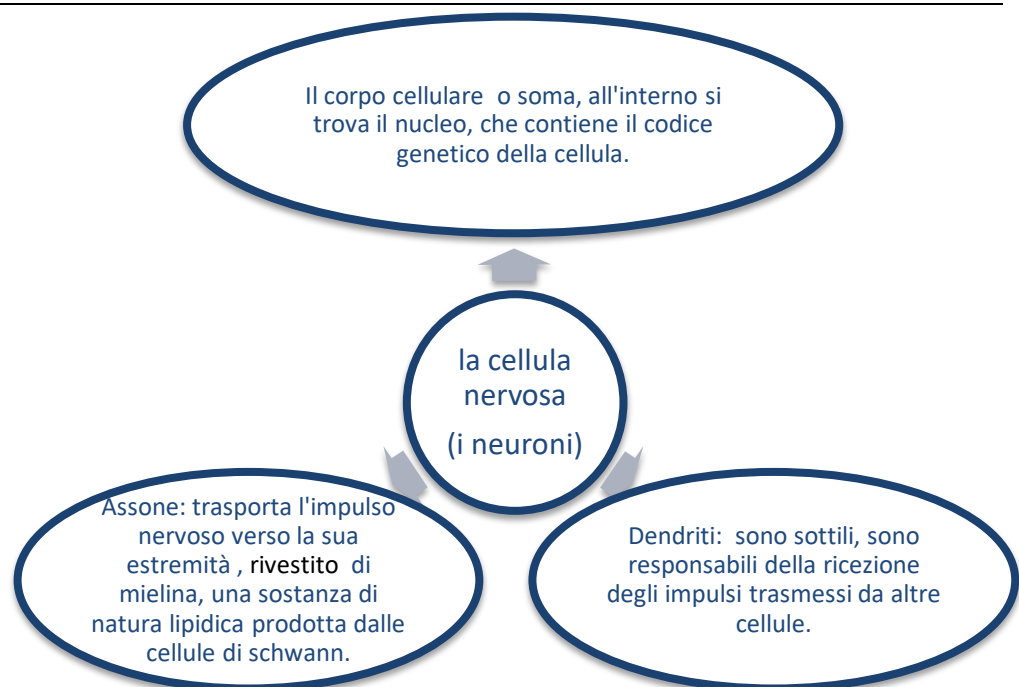 Il corpo cellulare o soma, all'interno si
trova il nucleo, che contiene il codice
genetico della cellula.
la cellula
nervosa
(i neuroni)
Assone: trasporta l'impulso
nervoso verso la sua
estremità , rivestito di
mielina, una sostanza di
natura lipidica prodotta dalle
cellule di schwann.
Dendriti: sono sottili, sono
responsabili della ricezione
degli impulsi trasmessi da altre
cellule.